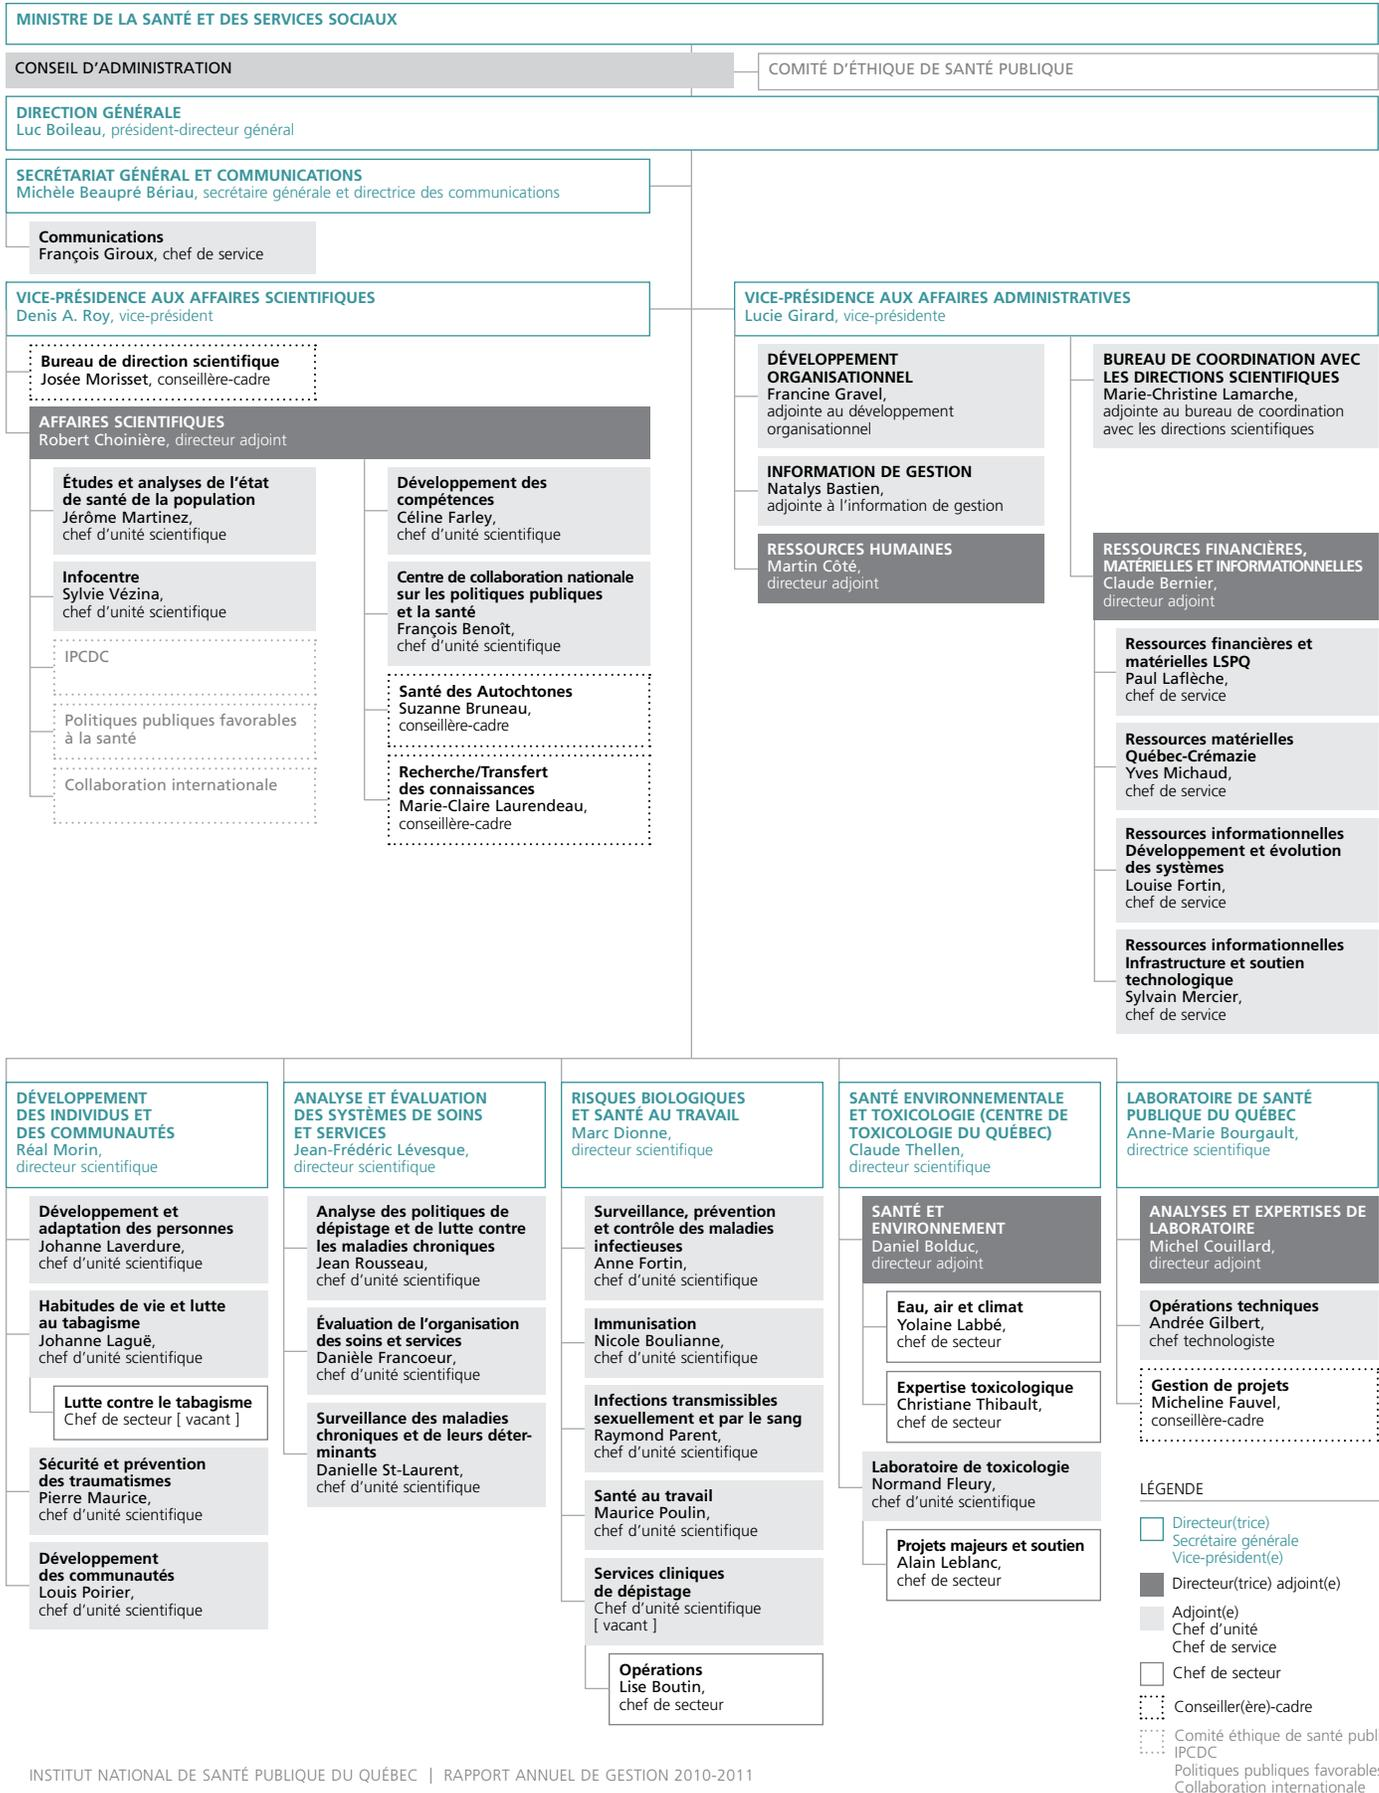 MINISTRE DE LA SANTÉ ET DES SERVICES SOCIAUX
CONSEIL D’ADMINISTRATION
COMITÉ D’ÉTHIQUE DE SANTÉ PUBLIQUE
DIRECTION GÉNÉRALE
Luc Boileau, président-directeur général
SECRÉTARIAT GÉNÉRAL ET COMMUNICATIONS
Michèle Beaupré Bériau, secrétaire générale et directrice des communications
Communications
François Giroux, chef de service
VICE-PRÉSIDENCE AUX AFFAIRES SCIENTIFIQUES
Denis A. Roy, vice-président
Bureau de direction scientifique
Josée Morisset, conseillère-cadre
AFFAIRES SCIENTIFIQUES
Robert Choinière, directeur adjoint
Études et analyses de l’état
de santé de la population
Jérôme Martinez,
chef d’unité scientifique
Infocentre
Sylvie Vézina,
chef d’unité scientifique
IPCDC
Politiques publiques favorables
à la santé
Collaboration internationale
Développement des
compétences
Céline Farley,
chef d’unité scientifique
Centre de collaboration nationale
sur les politiques publiques
et la santé
François Benoît,
chef d’unité scientifique
Santé des Autochtones
Suzanne Bruneau,
conseillère-cadre
Recherche/Transfert
des connaissances
Marie-Claire Laurendeau,
conseillère-cadre
VICE-PRÉSIDENCE AUX AFFAIRES ADMINISTRATIVES
Lucie Girard, vice-présidente
DÉVELOPPEMENT
ORGANISATIONNEL
Francine Gravel,
adjointe au développement
organisationnel
INFORMATION DE GESTION
Natalys Bastien,
adjointe à l’information de gestion
RESSOURCES HUMAINES
Martin Côté,
directeur adjoint
BUREAU DE COORDINATION AVEC
LES DIRECTIONS SCIENTIFIQUES
Marie-Christine Lamarche,
adjointe au bureau de coordination
avec les directions scientifiques
RESSOURCES FINANCIÈRES,
MATÉRIELLES ET INFORMATIONNELLES
Claude Bernier,
directeur adjoint
Ressources financières et
matérielles LSPQ
Paul Laflèche,
chef de service
Ressources matérielles
Québec-Crémazie
Yves Michaud,
chef de service
Ressources informationnelles
Développement et évolution
des systèmes
Louise Fortin,
chef de service
Ressources informationnelles
Infrastructure et soutien
technologique
Sylvain Mercier,
chef de service
DÉVELOPPEMENT
DES INDIVIDUS ET
DES COMMUNAUTÉS
Réal Morin,
directeur scientifique
Développement et
adaptation des personnes
Johanne Laverdure,
chef d’unité scientifique
Habitudes de vie et lutte
au tabagisme
Johanne Laguë,
chef d’unité scientifique
Lutte contre le tabagisme
Chef de secteur [ vacant ]
Sécurité et prévention
des traumatismes
Pierre Maurice,
chef d’unité scientifique
Développement
des communautés
Louis Poirier,
chef d’unité scientifique
ANALYSE ET ÉVALUATION
DES SYSTÈMES DE SOINS
ET SERVICES
Jean-Frédéric Lévesque,
directeur scientifique
Analyse des politiques de
dépistage et de lutte contre
les maladies chroniques
Jean Rousseau,
chef d’unité scientifique
Évaluation de l’organisation
des soins et services
Danièle Francoeur,
chef d’unité scientifique
Surveillance des maladies
chroniques et de leurs déter-
minants
Danielle St-Laurent,
chef d’unité scientifique
RISQUES BIOLOGIQUES
ET SANTÉ AU TRAVAIL
Marc Dionne,
directeur scientifique
Surveillance, prévention
et contrôle des maladies
infectieuses
Anne Fortin,
chef d’unité scientifique
Immunisation
Nicole Boulianne,
chef d’unité scientifique
Infections transmissibles
sexuellement et par le sang
Raymond Parent,
chef d’unité scientifique
Santé au travail
Maurice Poulin,
chef d’unité scientifique
Services cliniques
de dépistage
Chef d’unité scientifique
[ vacant ]
Opérations
Lise Boutin,
chef de secteur
SANTÉ ENVIRONNEMENTALE
ET TOXICOLOGIE (CENTRE DE
TOXICOLOGIE DU QUÉBEC)
Claude Thellen,
directeur scientifique
SANTÉ ET
ENVIRONNEMENT
Daniel Bolduc,
directeur adjoint
Eau, air et climat
Yolaine Labbé,
chef de secteur
Expertise toxicologique
Christiane Thibault,
chef de secteur
Laboratoire de toxicologie
Normand Fleury,
chef d’unité scientifique
Projets majeurs et soutien
Alain Leblanc,
chef de secteur
LABORATOIRE DE SANTÉ
PUBLIQUE DU QUÉBEC
Anne-Marie Bourgault,
directrice scientifique
ANALYSES ET EXPERTISES DE
LABORATOIRE
Michel Couillard,
directeur adjoint
Opérations techniques
Andrée Gilbert,
chef technologiste
Gestion de projets
Micheline Fauvel,
conseillère-cadre
LÉGENDE
Directeur(trice)
Secrétaire générale
Vice-président(e)
Directeur(trice) adjoint(e)
Adjoint(e)
Chef d’unité
Chef de service
Chef de secteur
Conseiller(ère)-cadre
Comité éthique de santé publ
IPCDC
Politiques publiques favorables
Collaboration internationale
INSTITUT NATIONAL DE SANTÉ PUBLIQUE DU QUÉBEC | RAPPORT ANNUEL DE GESTION 2010-2011